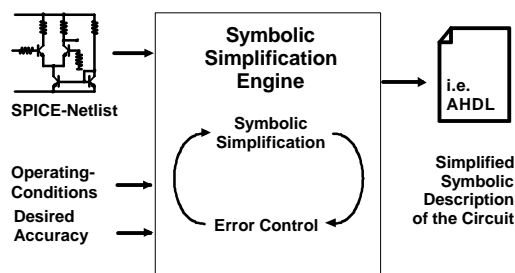 SPICE-Netlist
Operating-
Conditions
Desired
Accuracy
Symbolic
Simplification
Engine
Symbolic
Simplification
Error Control
i.e.
AHDL
Simplified
Symbolic
Description
of the Circuit